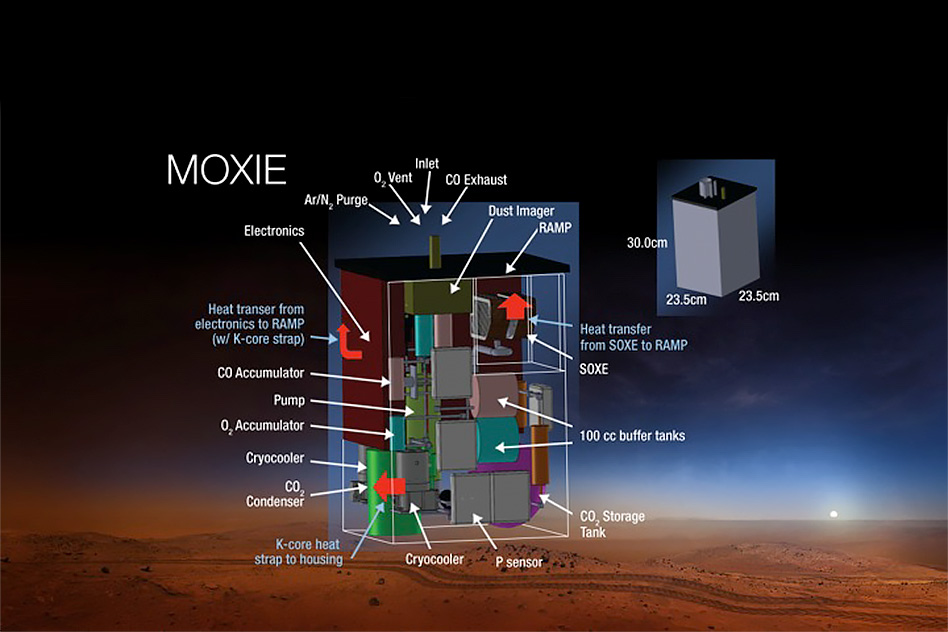 MOXIE
Inlet
O2 Vent
CO Exhaust
Ar/N2 Purge
Dust Imager
RAMP
Electronics
30.0cm
23.5cm
23.5cm
Heat transer from
electronics to RAMP
(w/ K-core strap)
Heat transfer
from SOXE to RAMP
SOXE
CO Accumulator
Pump
O2 Accumulator
100 cc buffer tanks
Cryocooler
CO2
Condenser
CO2 Storage
Tank
K-core heat
strap to housing
Cryocooler
P sensor